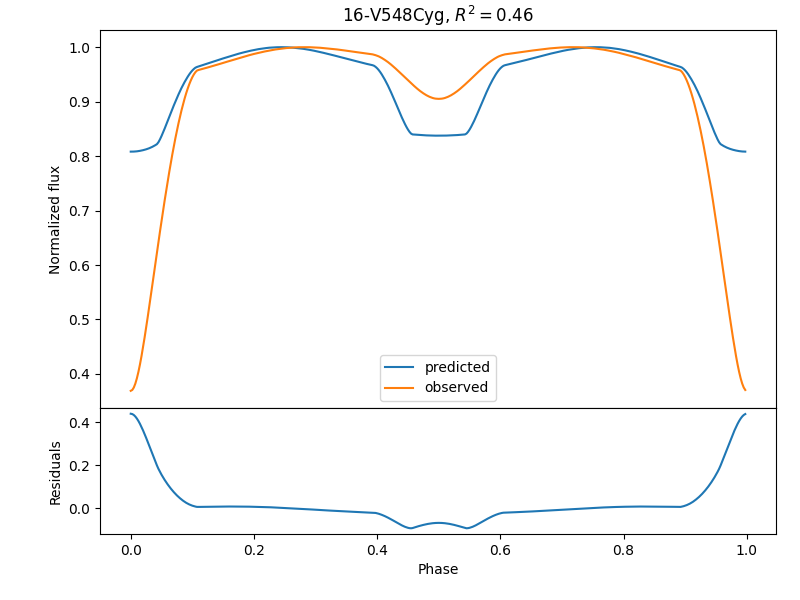 16-V548Cyg, R² = 0.46
1.0
0.9
0.8
0.7
0.6
0.5
0.4
Normalized flux
predicted
observed
0.4
0.2
0.0
Residuals
0.0 0.2 0.4 0.6 0.8 1.0
Phase